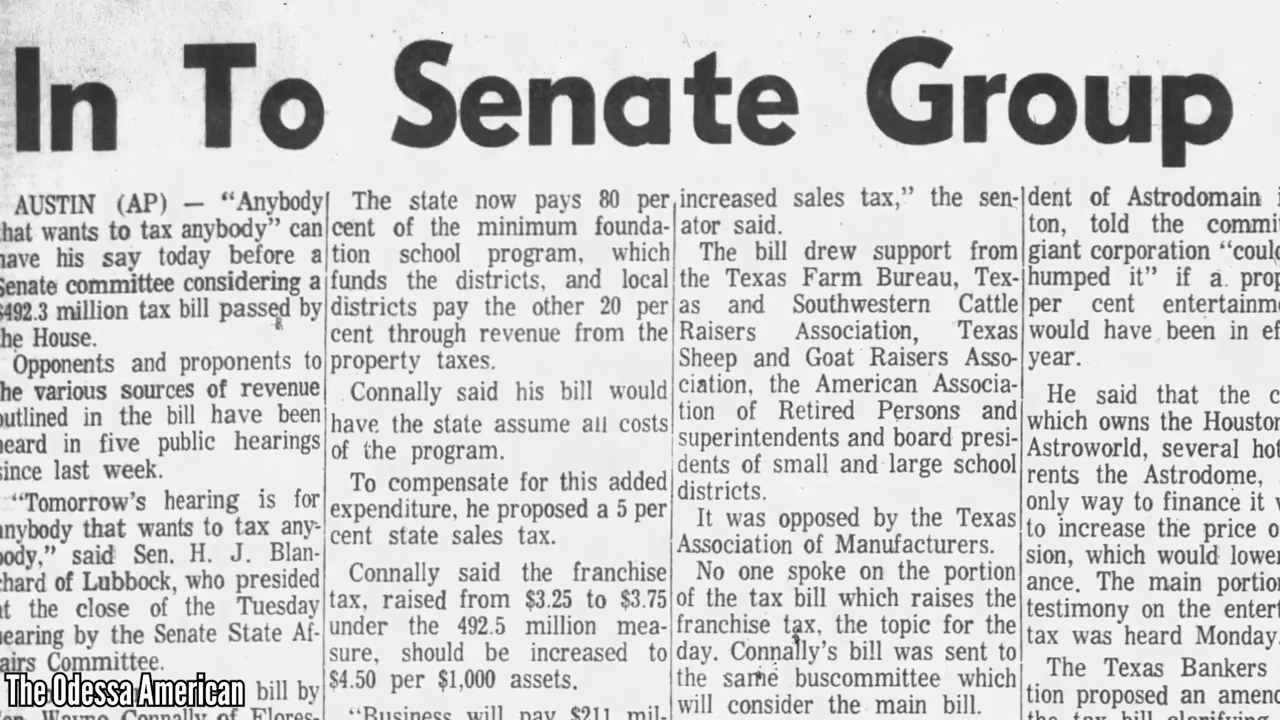 In To Senate Group
AUSTIN (AP) — "Anybody
that wants to tax anybody" can
have his say today before a
Senate committee considering a
$492.3 million tax bill passed by
the House.
Opponents and proponents to
the various sources of revenue
outlined in the bill have been
heard in five public hearings
since last week.
"Tomorrow's hearing is for
anybody that wants to tax any-
body," said Sen. H. J. Blan-
chard of Lubbock, who presided
at the close of the Tuesday
hearing by the Senate State Af-
fairs Committee.
bill by
Wayne Connally of Flores-
The state now pays 80 per
cent of the minimum founda-
tion school program, which
funds the districts, and local
districts pay the other 20 per
cent through revenue from the
property taxes.
Connally said his bill would
have the state assume all costs
of the program.
To compensate for this added
expenditure, he proposed a 5 per
cent state sales tax.
Connally said the franchise
tax, raised from $3.25 to $3.75
under the 492.5 million mea-
sure, should be increased to
$4.50 per $1,000 assets.
"Business will pay $211 mil-
increased sales tax," the sen-
ator said.
The bill drew support from
the Texas Farm Bureau, Tex-
as and Southwestern Cattle
Raisers Association, Texas
Sheep and Goat Raisers Asso-
ciation, the American Associa-
tion of Retired Persons and
superintendents and board presi-
dents of small and large school
districts.
It was opposed by the Texas
Association of Manufacturers.
No one spoke on the portion
of the tax bill which raises the
franchise tax, the topic for the
day. Connally's bill was sent to
the same buscommittee which
will consider the main bill.
dent of Astrodomain
ton, told the commit
giant corporation "coul
humped it" if a prop
per cent entertainm
would have been in ef
year.
He said that the c
which owns the Houston
Astroworld, several hot
rents the Astrodome,
only way to finance it
to increase the price o
sion, which would lower
ance. The main portion
testimony on the entert
tax was heard Monday
The Texas Bankers
tion proposed an amend
the tax bill clarifying
The Odessa American